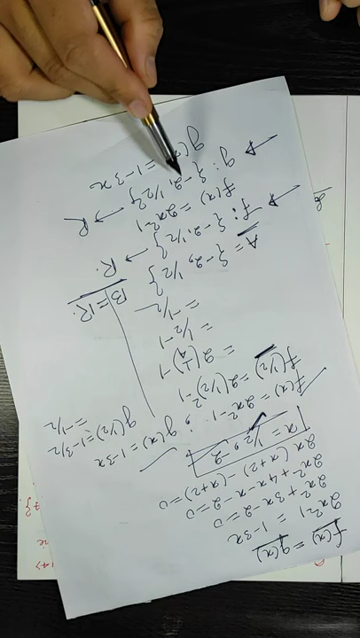 f(x) = g(x)
2x²-1 = 1-3x
2x² + 3x - 2 = 0
2x² + 4x - x - 2 = 0
2x(x+2) -(x+2) = 0
x = 1/2, -2
f(x) = 2x²-1 ; g(x) = 1-3x
f(1/2) = 2(1/2)²-1 g(1/2) = 1-3/2
= 2(1/4)-1 = -1/2
= 1/2 -1
= -1/2
A = {-2, 1/2} B = R.
f: {-2, 1/2} → R.
f(x) = 2x²-1
g: {-2, 1/2} → R
g(x) = 1-3x